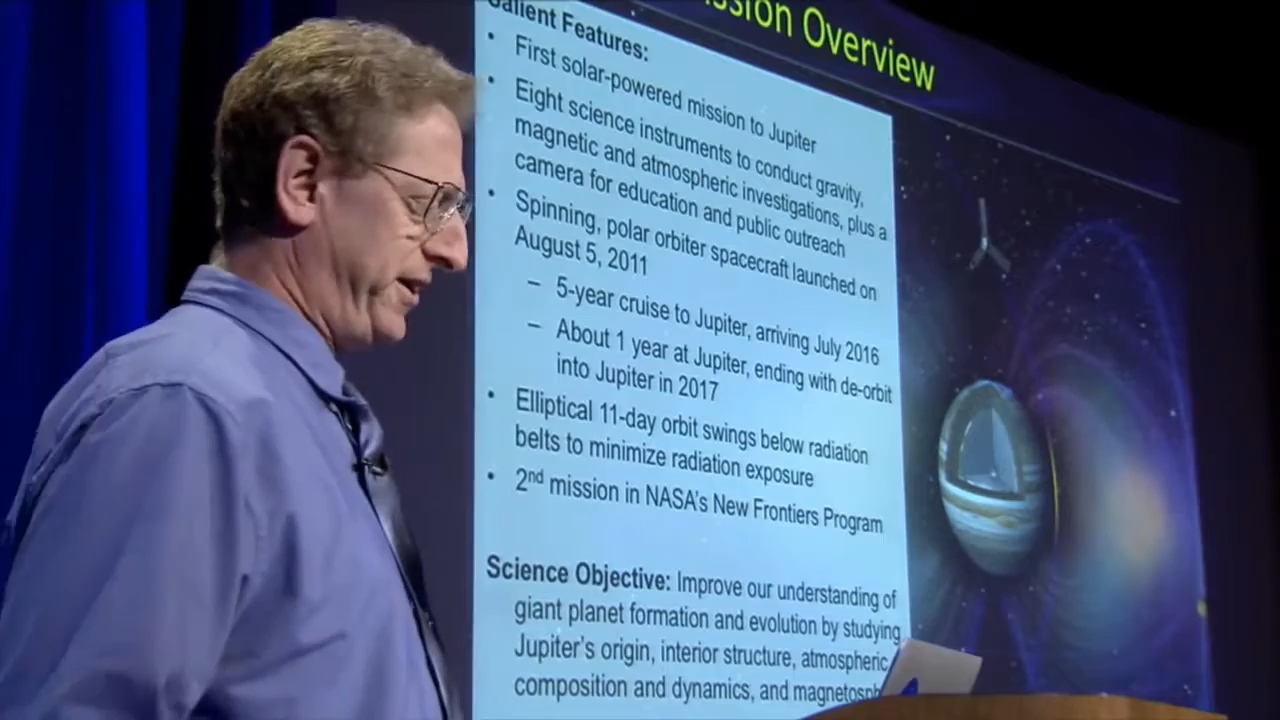 Mission Overview
Salient Features:
• First solar-powered mission to Jupiter
• Eight science instruments to conduct gravity,
magnetic and atmospheric investigations, plus a
camera for education and public outreach
• Spinning, polar orbiter spacecraft launched on
August 5, 2011
– 5-year cruise to Jupiter, arriving July 2016
– About 1 year at Jupiter, ending with de-orbit
into Jupiter in 2017
• Elliptical 11-day orbit swings below radiation
belts to minimize radiation exposure
• 2nd mission in NASA's New Frontiers Program
Science Objective: Improve our understanding of
giant planet formation and evolution by studying
Jupiter's origin, interior structure, atmospheric
composition and dynamics, and magnetosph